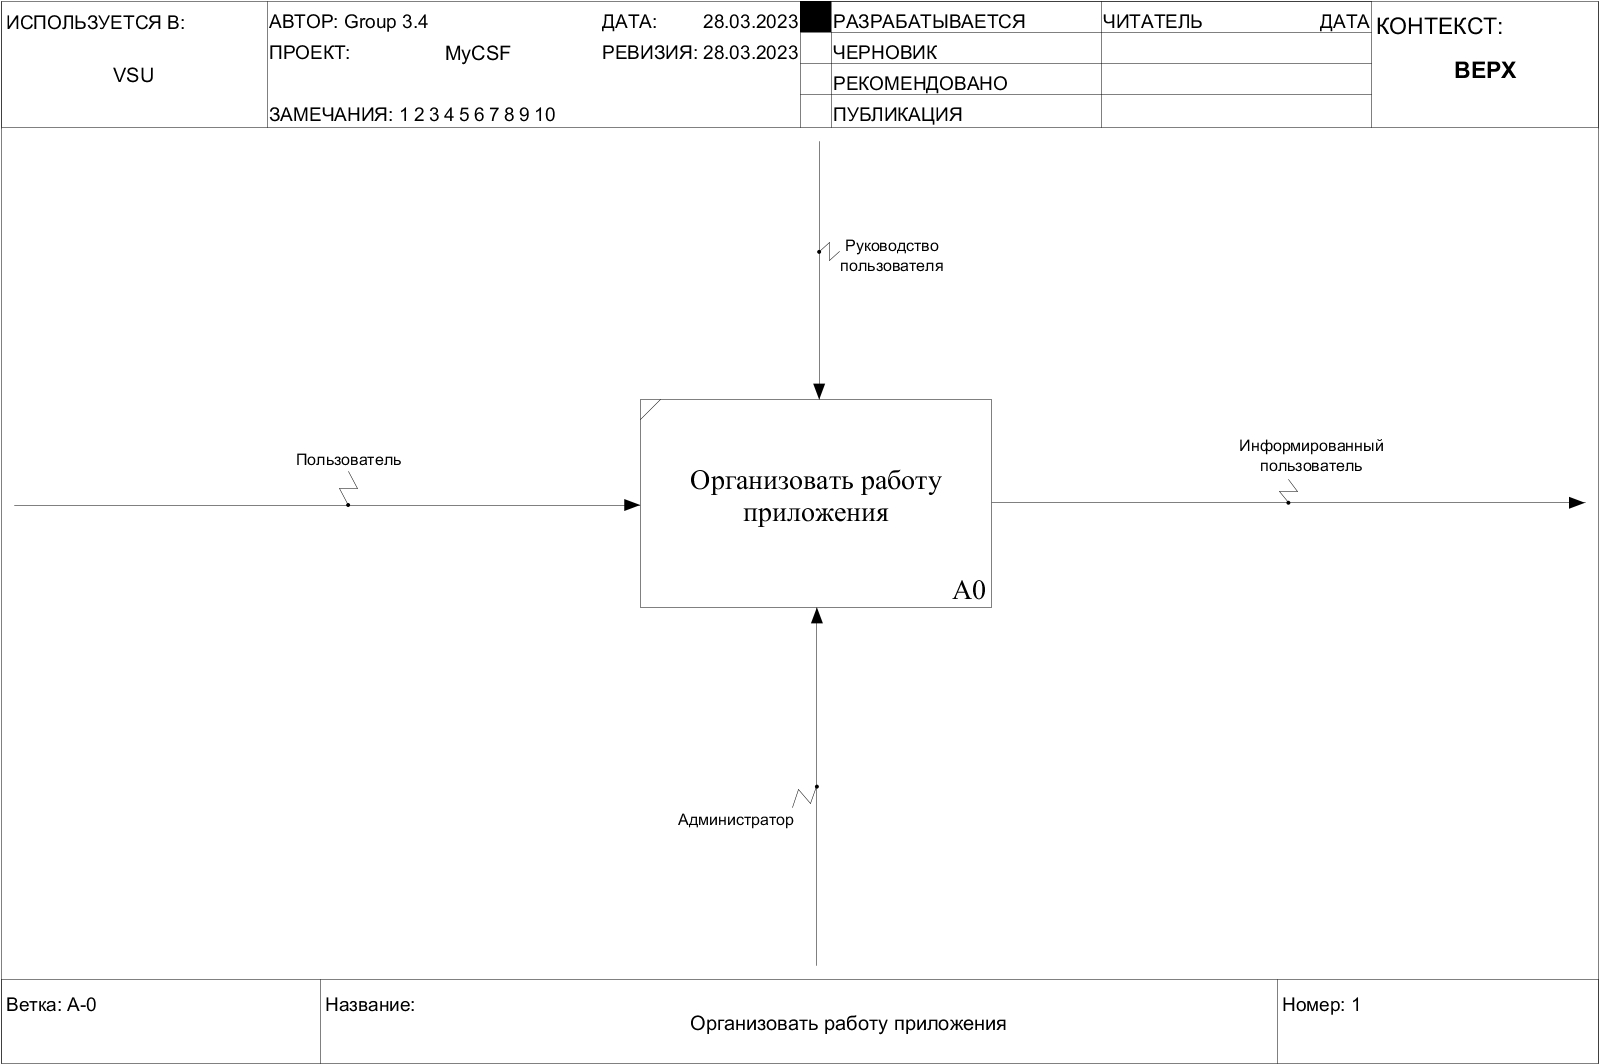 ИСПОЛЬЗУЕТСЯ В:
VSU
АВТОР: Group 3.4
ДАТА: 28.03.2023
ПРОЕКТ: MyCSF
РЕВИЗИЯ: 28.03.2023
ЗАМЕЧАНИЯ: 1 2 3 4 5 6 7 8 9 10
РАЗРАБАТЫВАЕТСЯ
ЧЕРНОВИК
РЕКОМЕНДОВАНО
ПУБЛИКАЦИЯ
ЧИТАТЕЛЬ ДАТА
КОНТЕКСТ:
ВЕРХ
Руководство
пользователя
Пользователь
Организовать работу
приложения
A0
Информированный
пользователь
Администратор
Ветка: A-0
Название:
Организовать работу приложения
Номер: 1